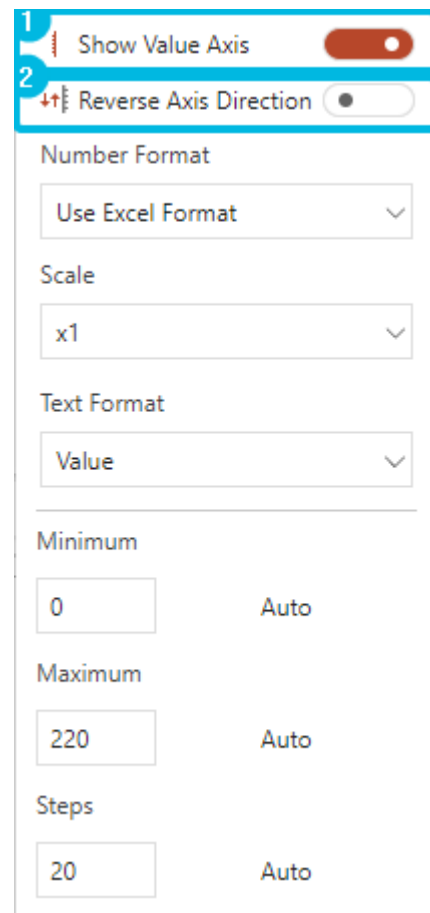 1
Show Value Axis
2
Reverse Axis Direction
Number Format
Use Excel Format
Scale
x1
Text Format
Value
Minimum
0 Auto
Maximum
220 Auto
Steps
20 Auto